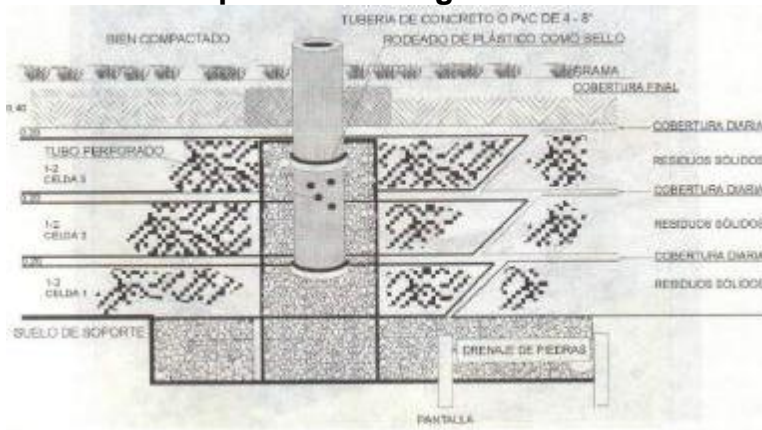 TUBERIA DE CONCRETO O PVC DE 4 - 8"
BIEN COMPACTADO
RODEADO DE PLÁSTICO COMO SELLO
GRAMA
COBERTURA FINAL
0,40
COBERTURA DIARIA
0.20
TUBO PERFORADO
1-2
CELDA 3
RESIDUOS SÓLIDOS
COBERTURA DIARIA
0.20
1-2
CELDA 2
RESIDUOS SÓLIDOS
COBERTURA DIARIA
0.20
1-2
CELDA 1
RESIDUOS SÓLIDOS
SUELO DE SOPORTE
DRENAJE DE PIEDRAS
PANTALLA